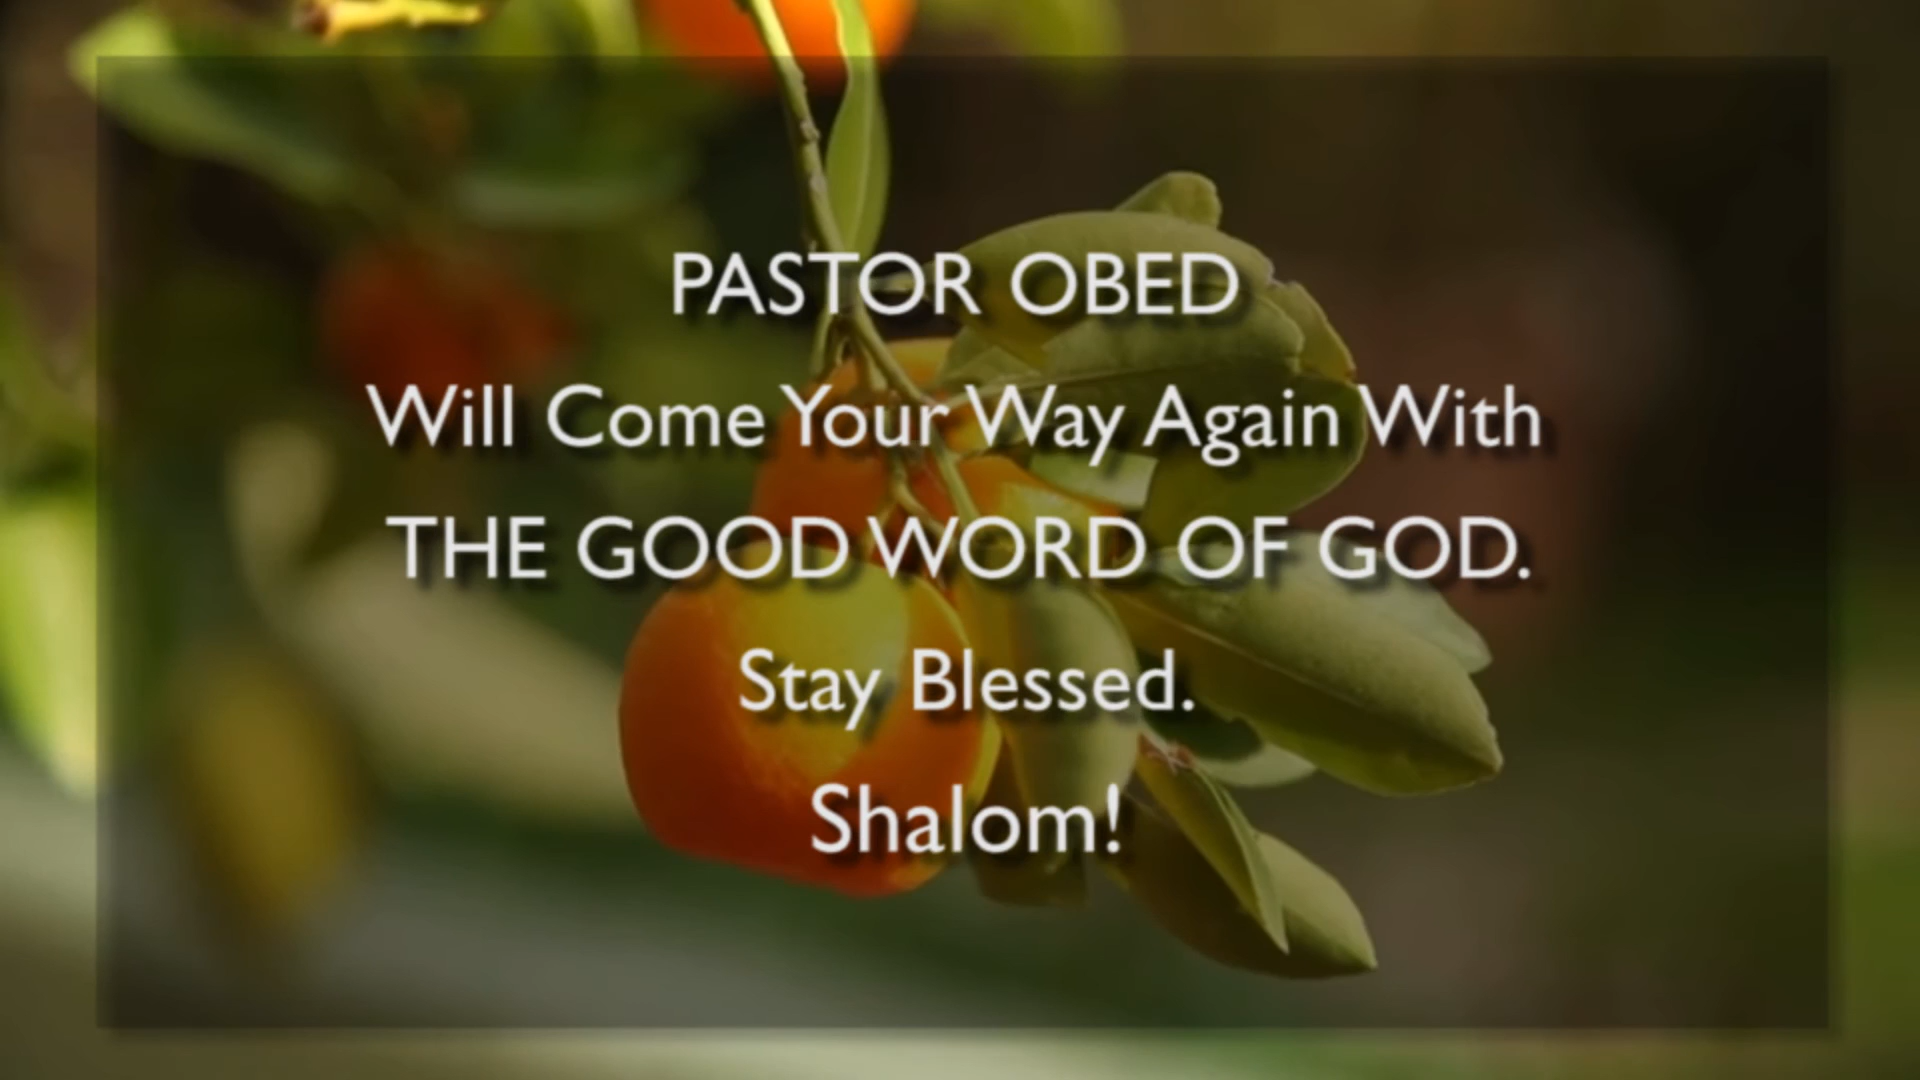 PASTOR OBED
Will Come Your Way Again With
THE GOOD WORD OF GOD.
Stay Blessed.
Shalom!